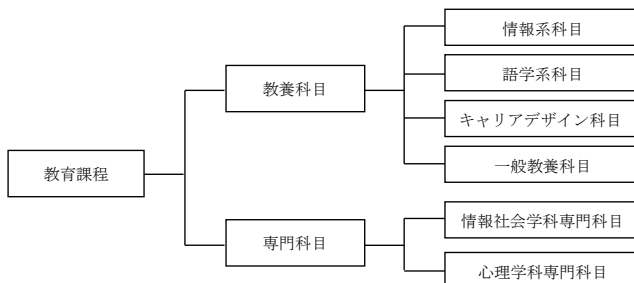 教育課程
教養科目
情報系科目
語学系科目
キャリアデザイン科目
一般教養科目
専門科目
情報社会学科専門科目
心理学科専門科目